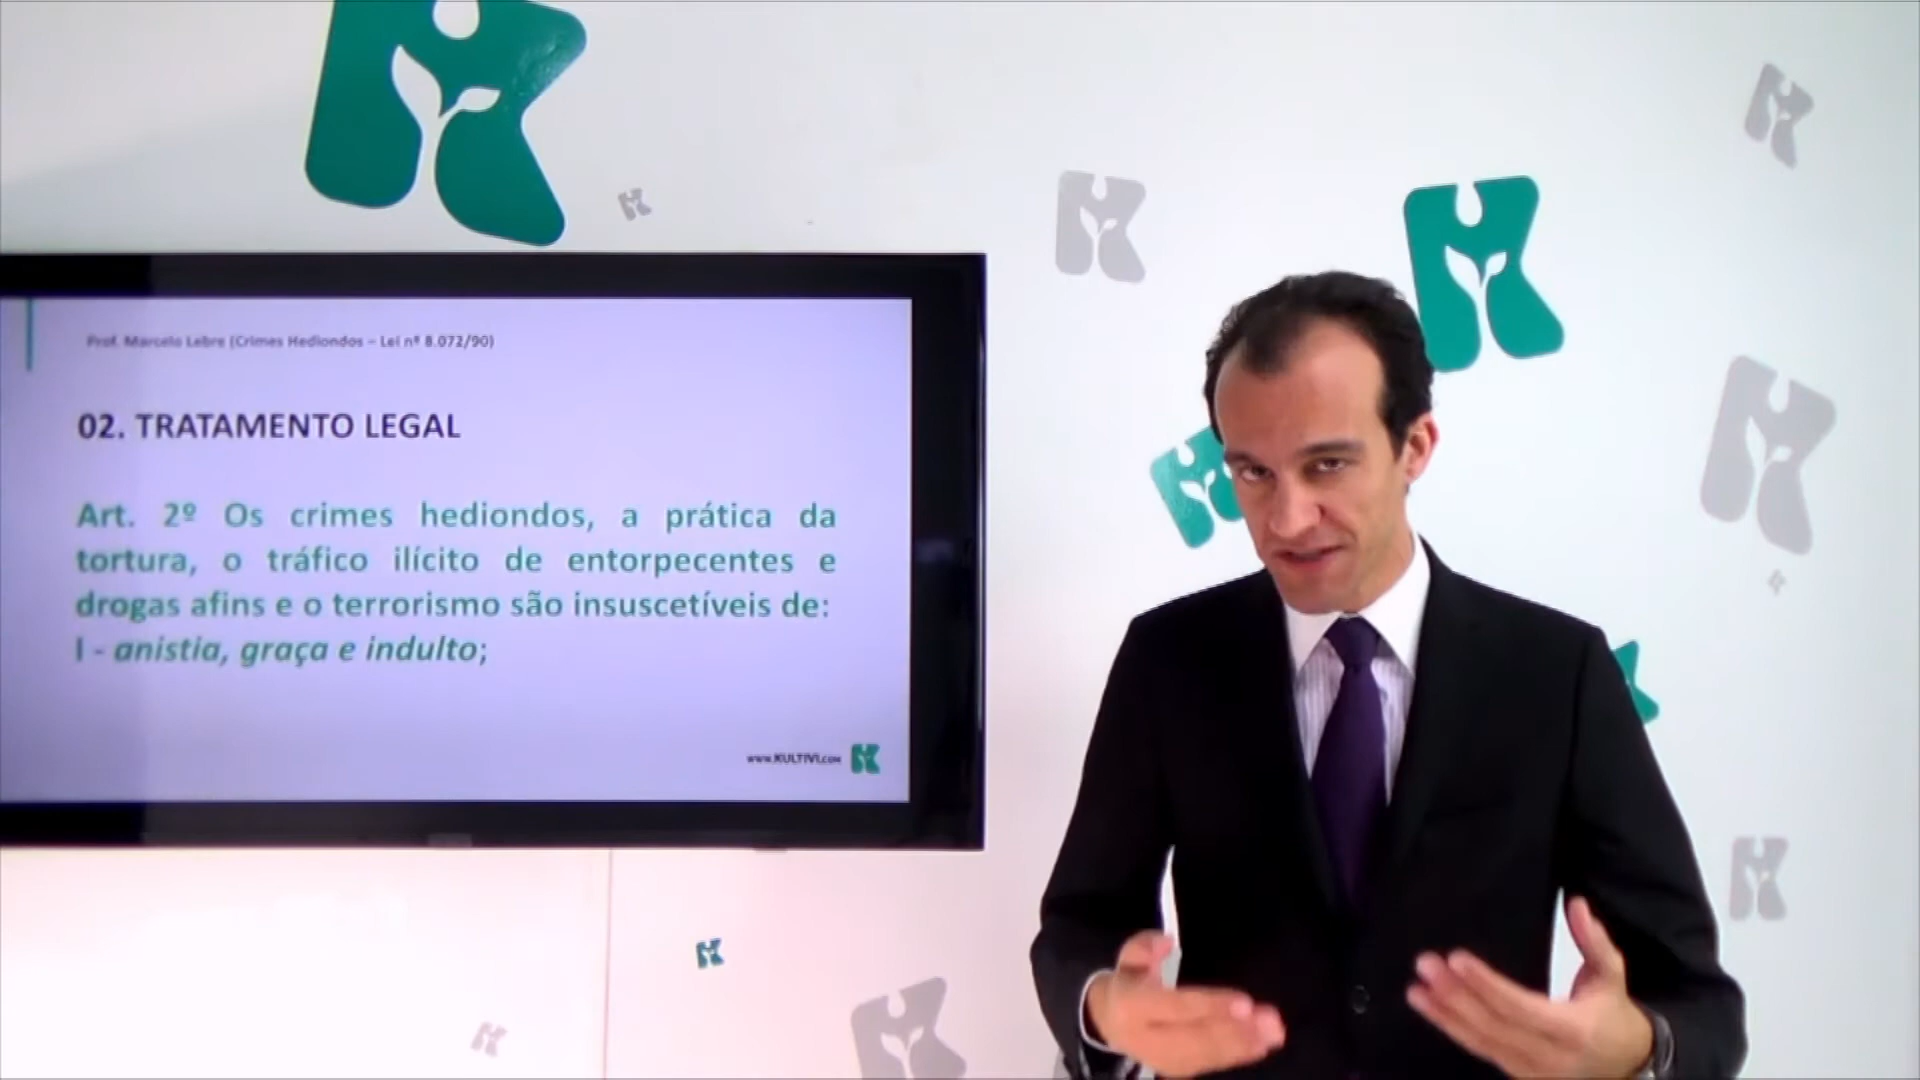 Prof. Marcelo Lebre (Crimes Hediondos – Lei nº 8.072/90)
02. TRATAMENTO LEGAL
Art. 2º Os crimes hediondos, a prática da
tortura, o tráfico ilícito de entorpecentes e
drogas afins e o terrorismo são insuscetíveis de:
I - anistia, graça e indulto;
www.KULTIVI.COM